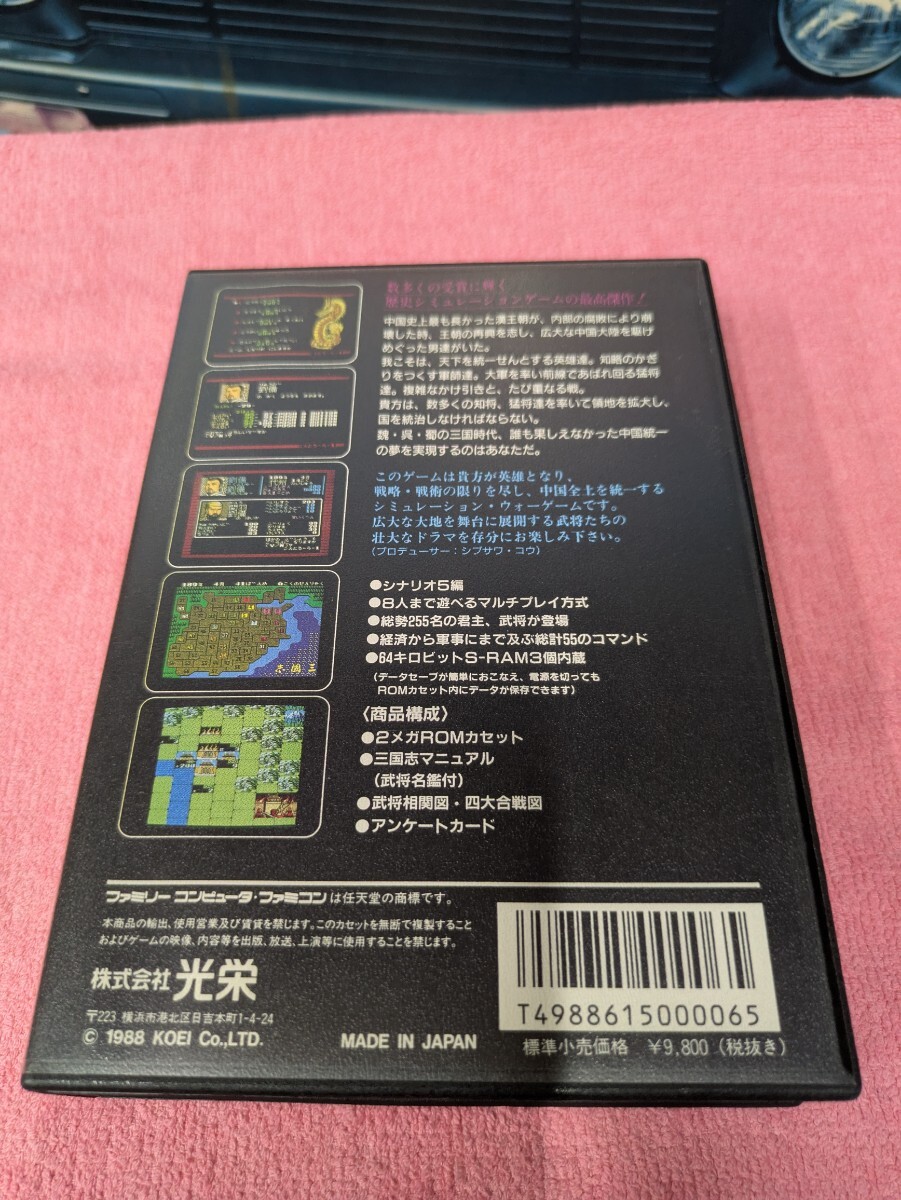 数多くの受賞に輝く
歴史シミュレーションゲームの最高傑作!
中国史上最も長かった漢王朝が、内部の腐敗により崩
壊した時、王朝の再興を志し、広大な中国大陸を駆け
めぐった男達がいた。
我こそは、天下を統一せんとする英雄達。知略のかぎ
りをつくす軍師達。大軍を率い前線であばれ回る猛将
達。複雑なかけ引きと、たび重なる戦。
貴方は、数多くの知将、猛将達を率いて領地を拡大し、
国を統治しなければならない。
魏・呉・蜀の三国時代、誰も果しえなかった中国統一
の夢を実現するのはあなただ。
このゲームは貴方が英雄となり、
戦略・戦術の限りを尽し、中国全土を統一する
シミュレーション・ウォーゲームです。
広大な大地を舞台に展開する武将たちの
壮大なドラマを存分にお楽しみ下さい。
(プロデューサー:シブサワ・コウ)
●シナリオ5編
●8人まで遊べるマルチプレイ方式
●総勢255名の君主、武将が登場
●経済から軍事にまで及ぶ総計55のコマンド
●64キロビットS-RAM3個内蔵
(データセーブが簡単におこなえ、電源を切っても
ROMカセット内にデータが保存できます)
〈商品構成〉
●2メガROMカセット
●三国志マニュアル
(武将名鑑付)
●武将相関図・四大合戦図
●アンケートカード
志国三
ファミリーコンピュータ・ファミコンは任天堂の商標です。
本商品の輸出、使用営業及び賃貸を禁じます。このカセットを無断で複製すること
およびゲームの映像、内容等を出版、放送、上演等に使用することを禁じます。
株式会社 光栄
〒223 横浜市港北区日吉本町1-4-24
© 1988 KOEI Co.,LTD.
MADE IN JAPAN
T4988615000065
標準小売価格 ¥9,800(税抜き)